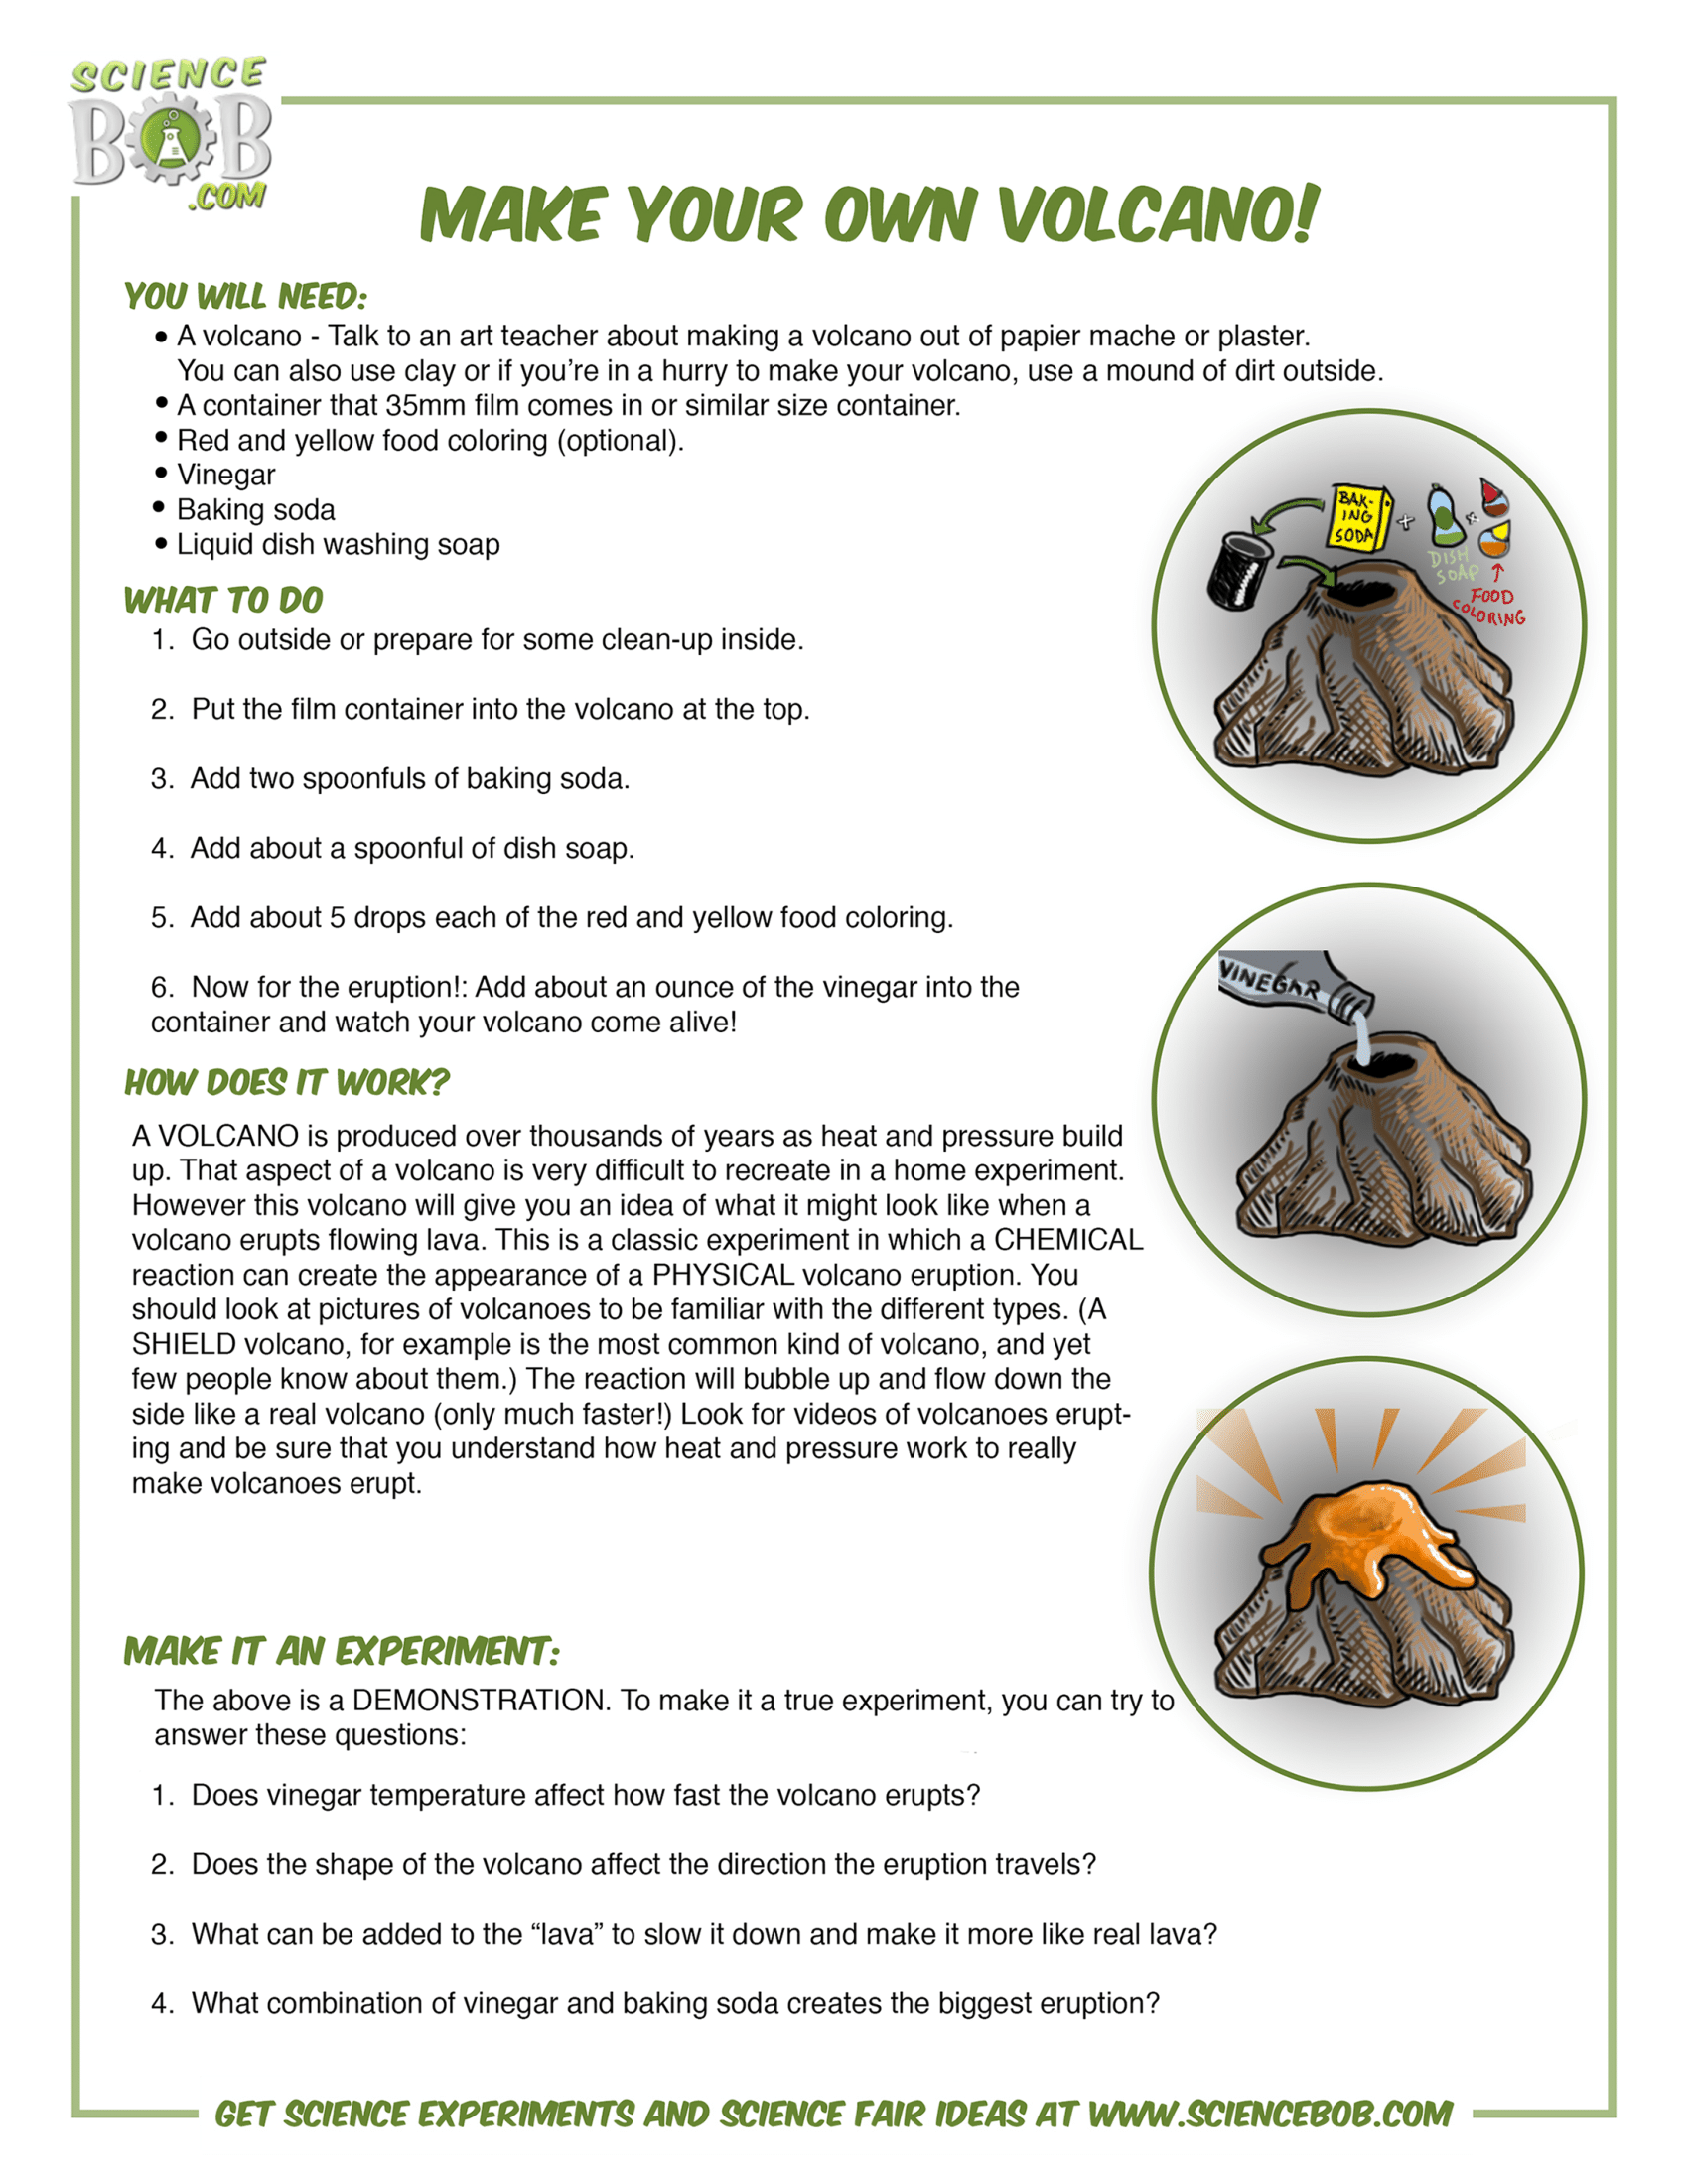 SCIENCE
BOB
.COM
MAKE YOUR OWN VOLCANO!
YOU WILL NEED:
• A volcano - Talk to an art teacher about making a volcano out of papier mache or plaster.
You can also use clay or if you’re in a hurry to make your volcano, use a mound of dirt outside.
• A container that 35mm film comes in or similar size container.
• Red and yellow food coloring (optional).
• Vinegar
• Baking soda
• Liquid dish washing soap
BAK-
ING
SODA
+
+
DISH
SOAP
FOOD
COLORING
WHAT TO DO
1. Go outside or prepare for some clean-up inside.
2. Put the film container into the volcano at the top.
3. Add two spoonfuls of baking soda.
4. Add about a spoonful of dish soap.
5. Add about 5 drops each of the red and yellow food coloring.
6. Now for the eruption!: Add about an ounce of the vinegar into the
container and watch your volcano come alive!
VINEGAR
HOW DOES IT WORK?
A VOLCANO is produced over thousands of years as heat and pressure build
up. That aspect of a volcano is very difficult to recreate in a home experiment.
However this volcano will give you an idea of what it might look like when a
volcano erupts flowing lava. This is a classic experiment in which a CHEMICAL
reaction can create the appearance of a PHYSICAL volcano eruption. You
should look at pictures of volcanoes to be familiar with the different types. (A
SHIELD volcano, for example is the most common kind of volcano, and yet
few people know about them.) The reaction will bubble up and flow down the
side like a real volcano (only much faster!) Look for videos of volcanoes erupt-
ing and be sure that you understand how heat and pressure work to really
make volcanoes erupt.
MAKE IT AN EXPERIMENT:
The above is a DEMONSTRATION. To make it a true experiment, you can try to
answer these questions:
1. Does vinegar temperature affect how fast the volcano erupts?
2. Does the shape of the volcano affect the direction the eruption travels?
3. What can be added to the “lava” to slow it down and make it more like real lava?
4. What combination of vinegar and baking soda creates the biggest eruption?
GET SCIENCE EXPERIMENTS AND SCIENCE FAIR IDEAS AT WWW.SCIENCEBOB.COM